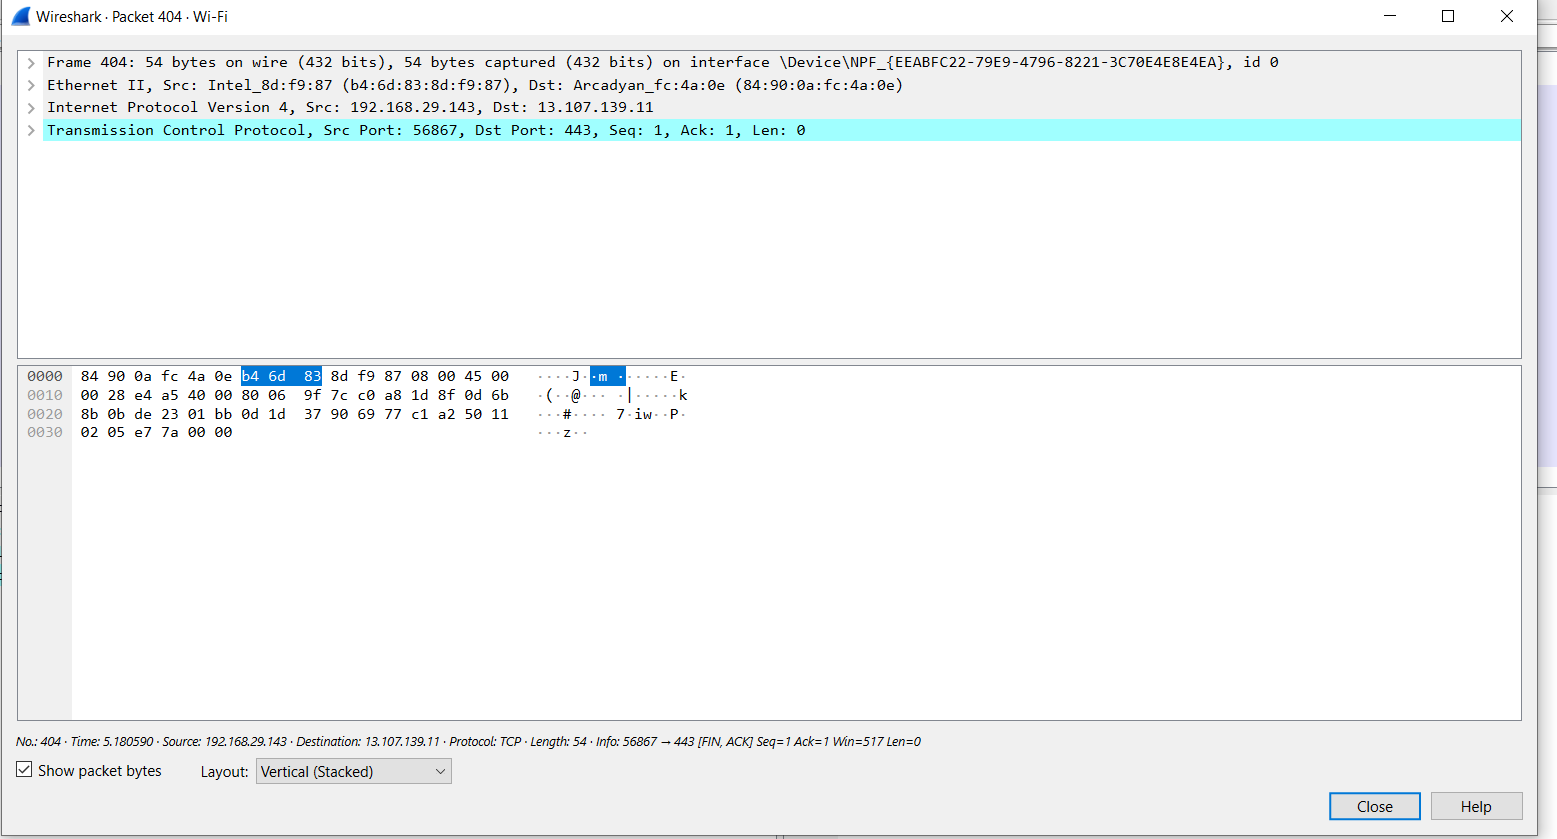 Wireshark · Packet 404 · Wi-Fi
Frame 404: 54 bytes on wire (432 bits), 54 bytes captured (432 bits) on interface \Device\NPF_{EEABFC22-79E9-4796-8221-3C70E4E8E4EA}, id 0
Ethernet II, Src: Intel_8d:f9:87 (b4:6d:83:8d:f9:87), Dst: Arcadyan_fc:4a:0e (84:90:0a:fc:4a:0e)
Internet Protocol Version 4, Src: 192.168.29.143, Dst: 13.107.139.11
Transmission Control Protocol, Src Port: 56867, Dst Port: 443, Seq: 1, Ack: 1, Len: 0
0000 84 90 0a fc 4a 0e b4 6d 83 8d f9 87 08 00 45 00 ····J··m ·····E·
0010 00 28 e4 a5 40 00 80 06 9f 7c c0 a8 1d 8f 0d 6b ·(··@··· ·|·····k
0020 8b 0b de 23 01 bb 0d 1d 37 90 69 77 c1 a2 50 11 ···#···· 7·iw··P·
0030 02 05 e7 7a 00 00 ···z··
No.: 404 · Time: 5.180590 · Source: 192.168.29.143 · Destination: 13.107.139.11 · Protocol: TCP · Length: 54 · Info: 56867 → 443 [FIN, ACK] Seq=1 Ack=1 Win=517 Len=0
Show packet bytes Layout: Vertical (Stacked)
Close Help